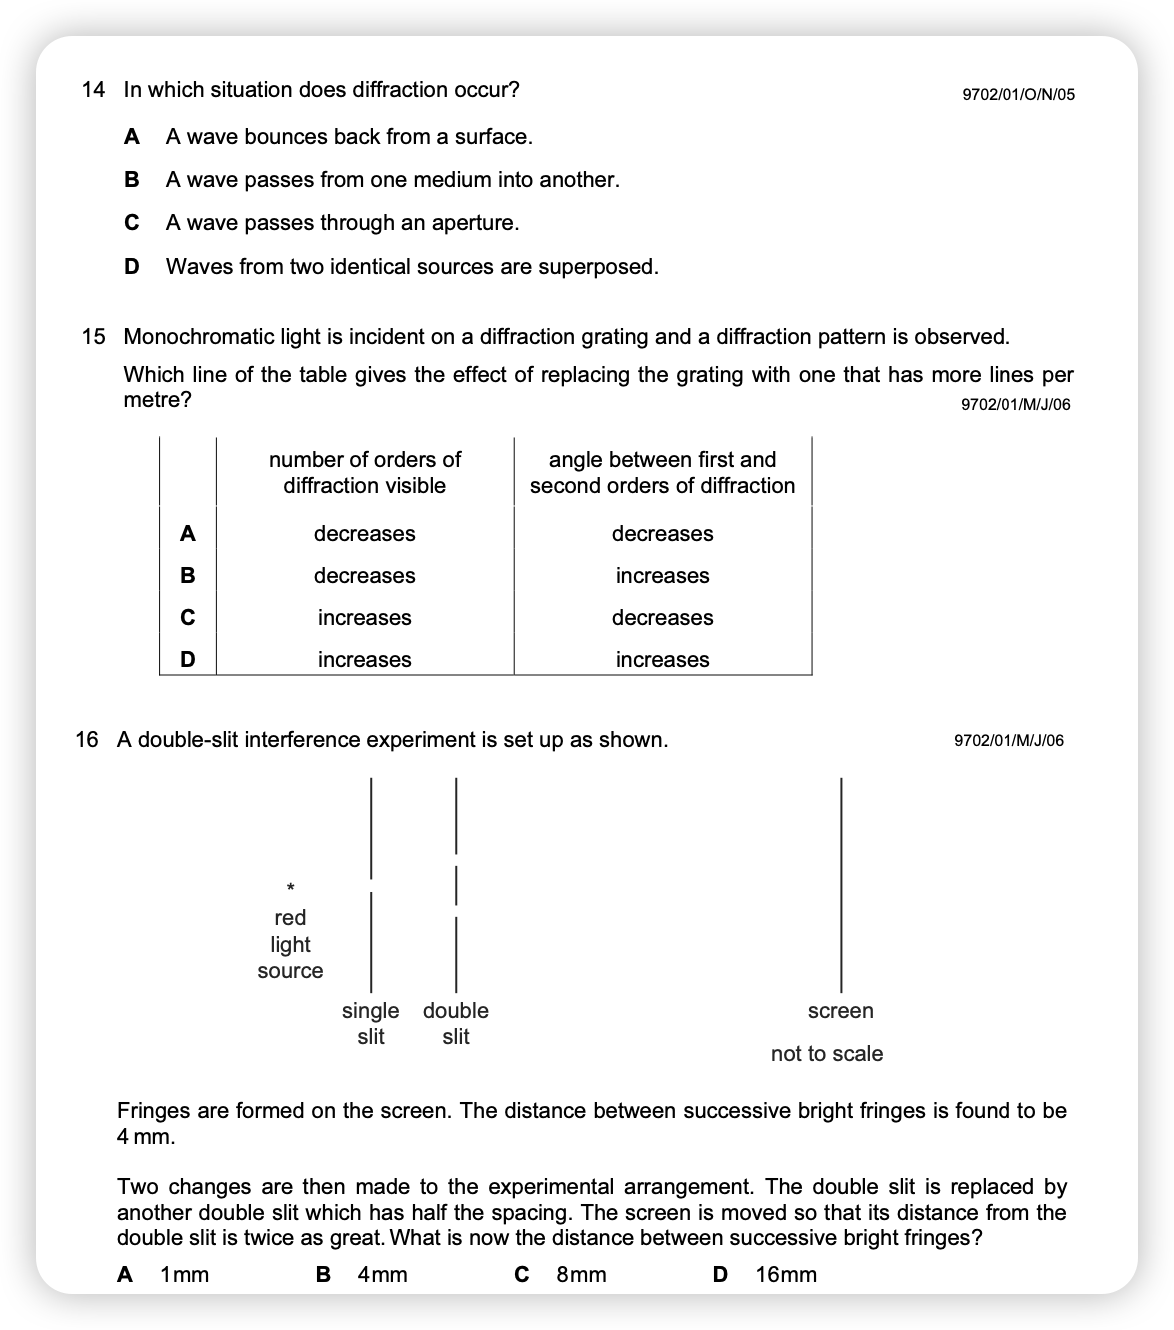 14 In which situation does diffraction occur? 9702/01/O/N/05
A A wave bounces back from a surface.
B A wave passes from one medium into another.
C A wave passes through an aperture.
D Waves from two identical sources are superposed.
15 Monochromatic light is incident on a diffraction grating and a diffraction pattern is observed.
Which line of the table gives the effect of replacing the grating with one that has more lines per
metre? 9702/01/M/J/06
number of orders of angle between first and
diffraction visible second orders of diffraction
A decreases decreases
B decreases increases
C increases decreases
D increases increases
16 A double-slit interference experiment is set up as shown. 9702/01/M/J/06
*
red
light
source
single double screen
slit slit
not to scale
Fringes are formed on the screen. The distance between successive bright fringes is found to be
4 mm.
Two changes are then made to the experimental arrangement. The double slit is replaced by
another double slit which has half the spacing. The screen is moved so that its distance from the
double slit is twice as great. What is now the distance between successive bright fringes?
A 1mm B 4mm C 8mm D 16mm